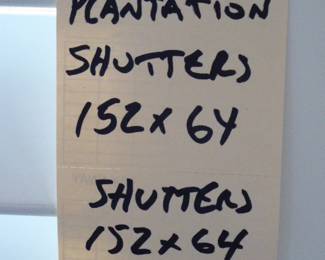 PLANTATION
SHUTTERS
152 x 64
SHUTTERS
152 x 64